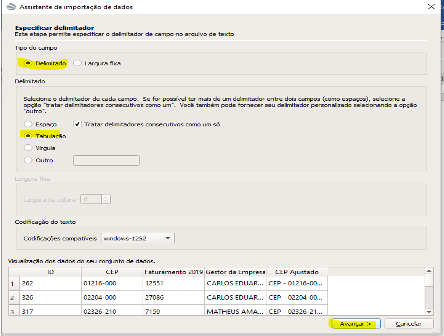 Assistente de importação de dados
Especificar delimitador
Esta etapa permite especificar o delimitador de campo no arquivo de texto
Tipo do campo
Delimitado Largura fixa
Delimitado
Selecione o delimitador de cada campo. Se for possível ter mais de um delimitador entre dois campos (como espaços), selecione a
opção "tratar delimitadores consecutivos como um". Você também pode fornecer seu delimitador personalizado selecionando a opção
"outro".
Espaço Tratar delimitadores consecutivos como um só
Tabulação
Vírgula
Outro
Largura fixa
Largura da coluna 8
Codificação do texto
Codificações compatíveis windows-1252
Visualização dos dados do seu conjunto de dados.
ID CEP Faturamento 2019 Gestor da Empresa CEP Ajustado
1 262 01216-000 12551 CARLOS EDUAR... CEP - 01216-00...
2 326 02204-000 27086 CARLOS EDUAR... CEP - 02204-00...
3 317 02326-210 7159 MATHEUS AMA... CEP - 02326-21...
Avançar > Cancelar